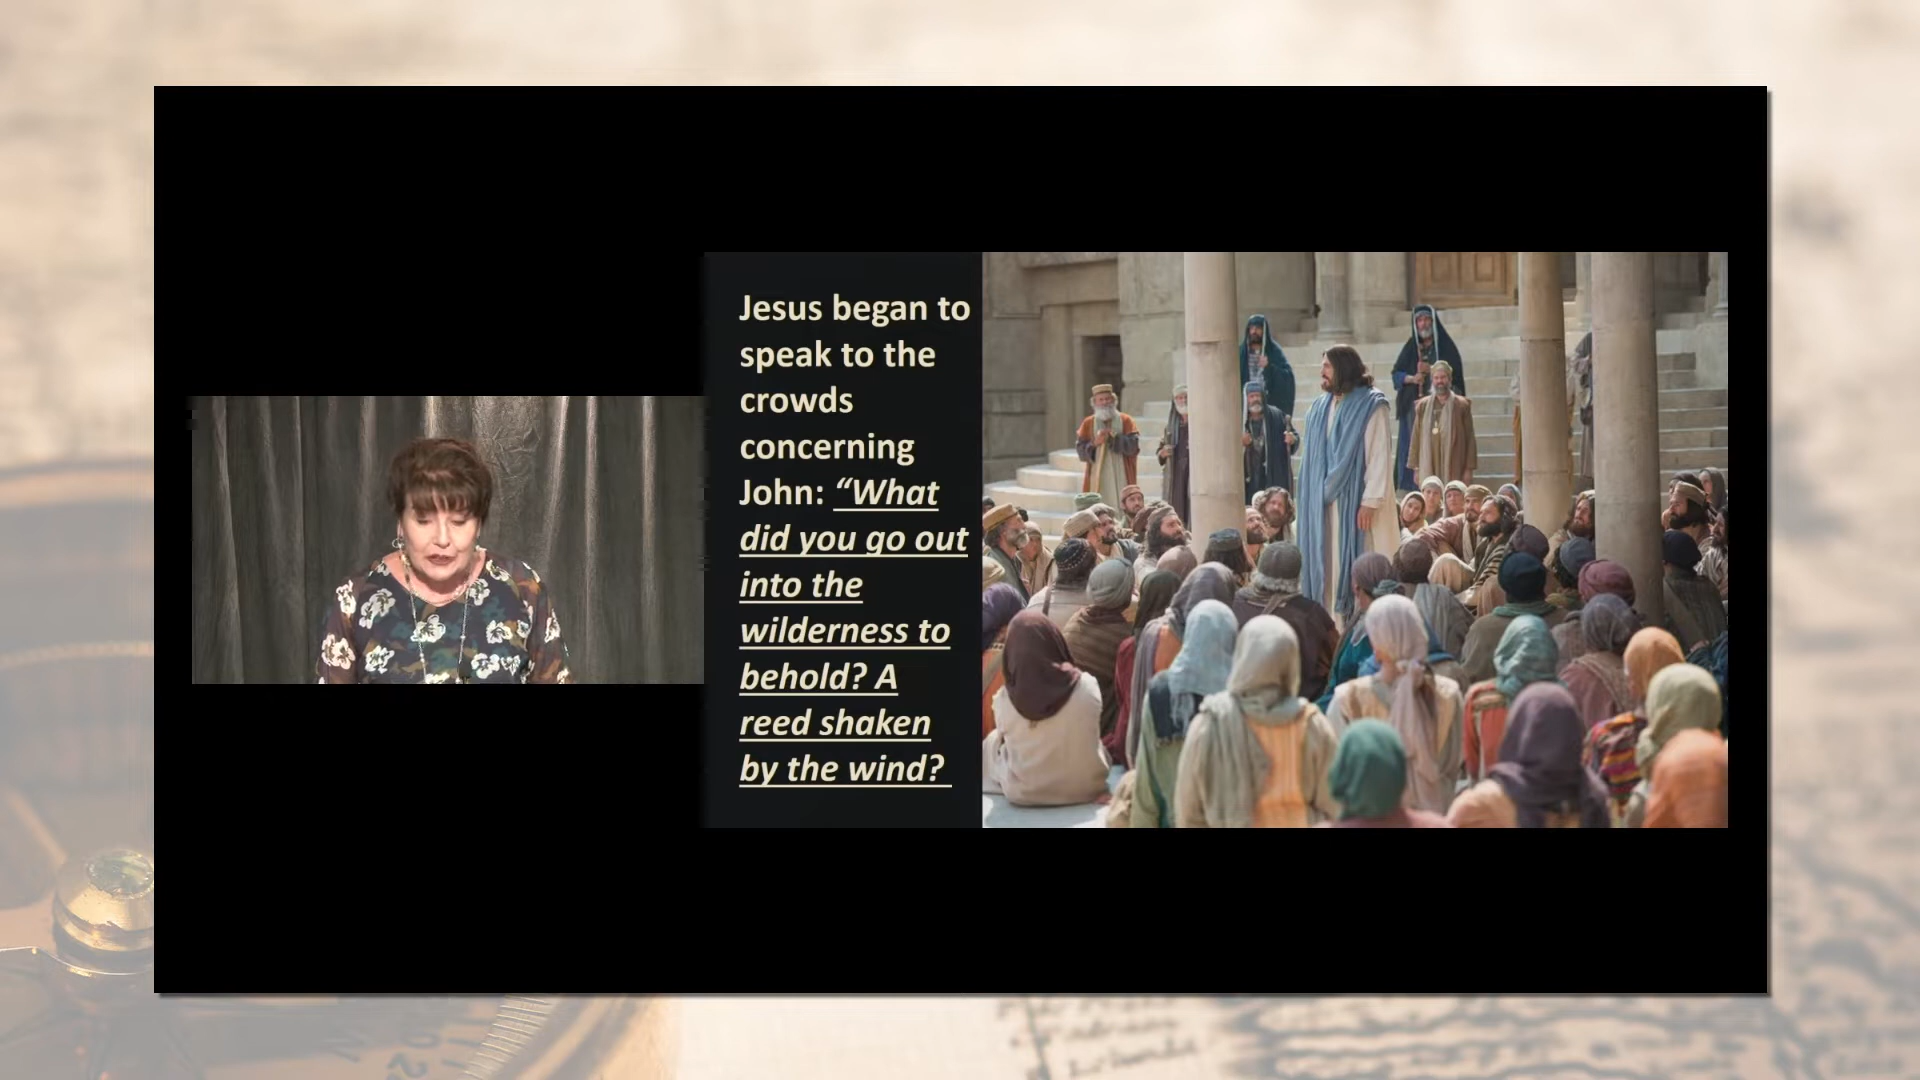 Jesus began to
speak to the
crowds
concerning
John: “What
did you go out
into the
wilderness to
behold? A
reed shaken
by the wind?